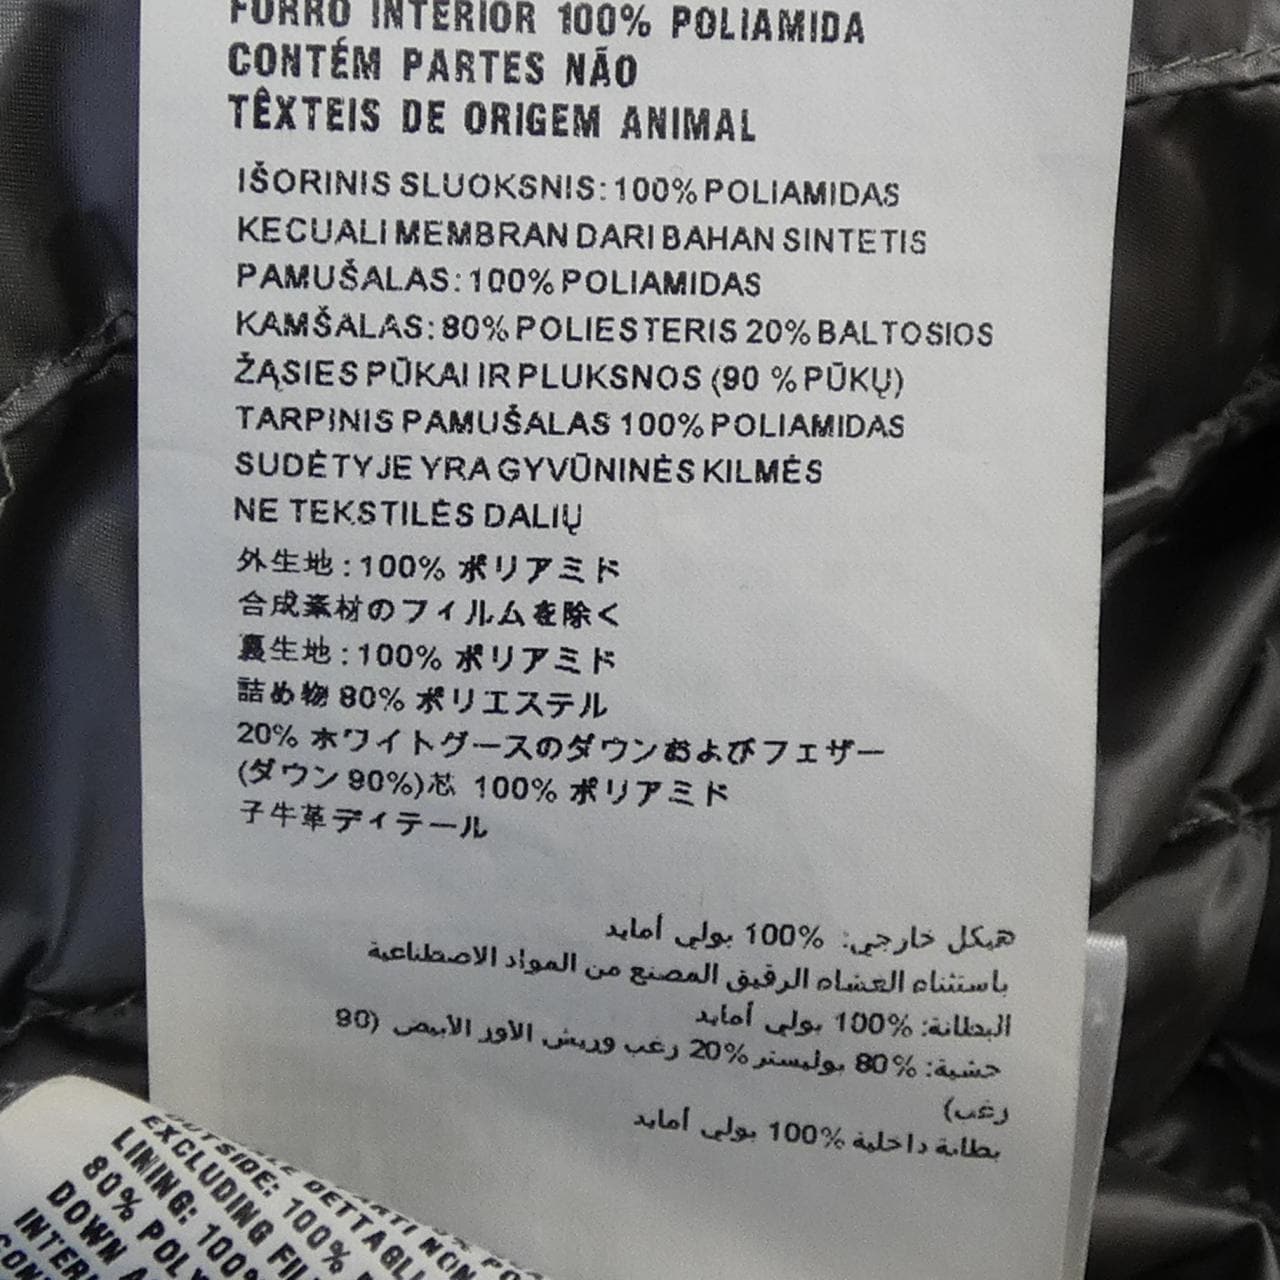 FORRO INTERIOR 100% POLIAMIDA
CONTÉM PARTES NÃO
TÊXTEIS DE ORIGEM ANIMAL
IŠORINIS SLUOKSNIS: 100% POLIAMIDAS
KECUALI MEMBRAN DARI BAHAN SINTETIS
PAMUŠALAS: 100% POLIAMIDAS
KAMŠALAS: 80% POLIESTERIS 20% BALTOSIOS
ŽĄSIES PŪKAI IR PLUKSNOS (90 % PŪKŲ)
TARPINIS PAMUŠALAS 100% POLIAMIDAS
SUDĖTYJE YRA GYVŪNINĖS KILMĖS
NE TEKSTILĖS DALIŲ
外生地 : 100% ポリアミド
合成素材のフィルムを除く
裏生地 : 100% ポリアミド
詰め物 80% ポリエステル
20% ホワイトグースのダウンおよびフェザー
(ダウン 90%)芯 100% ポリアミド
子牛革ディテール
هيكل خارجي: %100 بولي أمايد
باستثناء الغشاء الرقيق المصنع من المواد الاصطناعية
البطانة: %100 بولي أمايد
حشية: %80 بوليستر %20 رغب وريش الأوز الأبيض (90
رغب)
بطانة داخلية %100 بولي أمايد
OUTSIDE: 100%
EXCLUDING
LINING: 100%
80%
DOWN